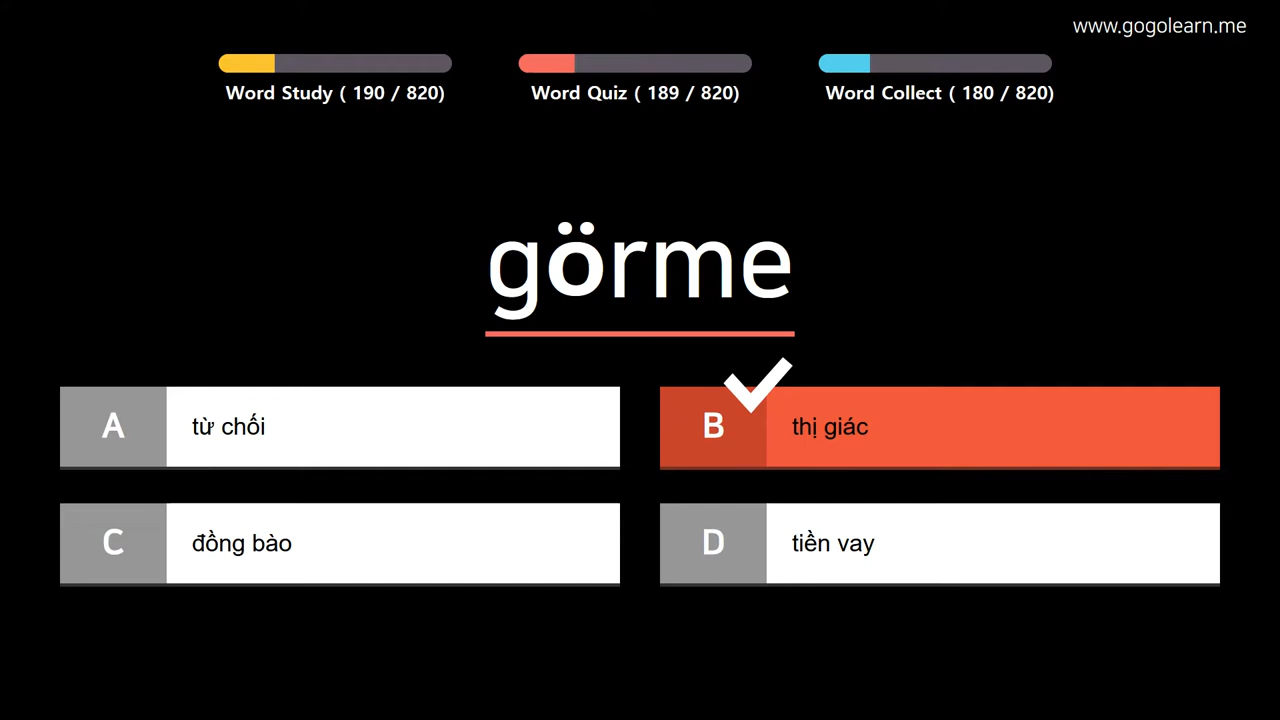 www.gogolearn.me
Word Study ( 190 / 820)
Word Quiz ( 189 / 820)
Word Collect ( 180 / 820)
görme
A từ chối
B thị giác
C đồng bào
D tiền vay